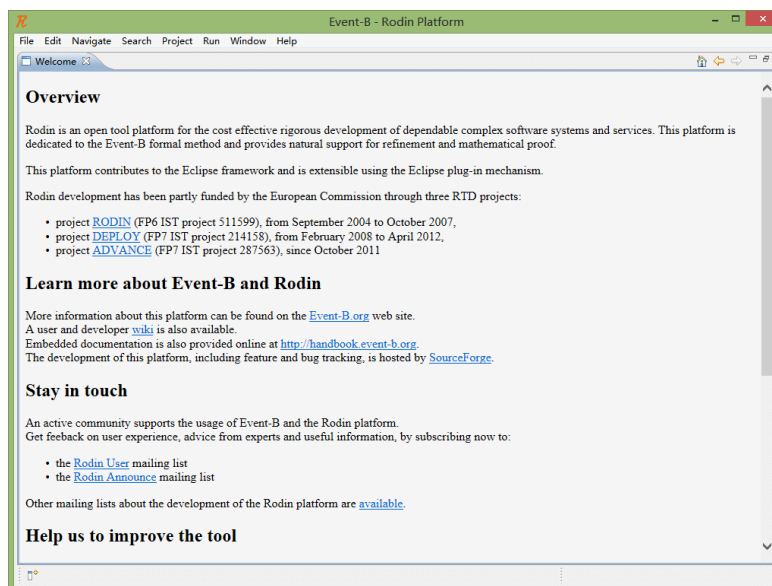 Event-B - Rodin Platform
File Edit Navigate Search Project Run Window Help
Welcome
Overview
Rodin is an open tool platform for the cost effective rigorous development of dependable complex software systems and services. This platform is
dedicated to the Event-B formal method and provides natural support for refinement and mathematical proof.
This platform contributes to the Eclipse framework and is extensible using the Eclipse plug-in mechanism.
Rodin development has been partly funded by the European Commission through three RTD projects:
• project RODIN (FP6 IST project 511599), from September 2004 to October 2007,
• project DEPLOY (FP7 IST project 214158), from February 2008 to April 2012,
• project ADVANCE (FP7 IST project 287563), since October 2011
Learn more about Event-B and Rodin
More information about this platform can be found on the Event-B.org web site.
A user and developer wiki is also available.
Embedded documentation is also provided online at http://handbook.event-b.org.
The development of this platform, including feature and bug tracking, is hosted by SourceForge.
Stay in touch
An active community supports the usage of Event-B and the Rodin platform.
Get feeback on user experience, advice from experts and useful information, by subscribing now to:
• the Rodin User mailing list
• the Rodin Announce mailing list
Other mailing lists about the development of the Rodin platform are available.
Help us to improve the tool